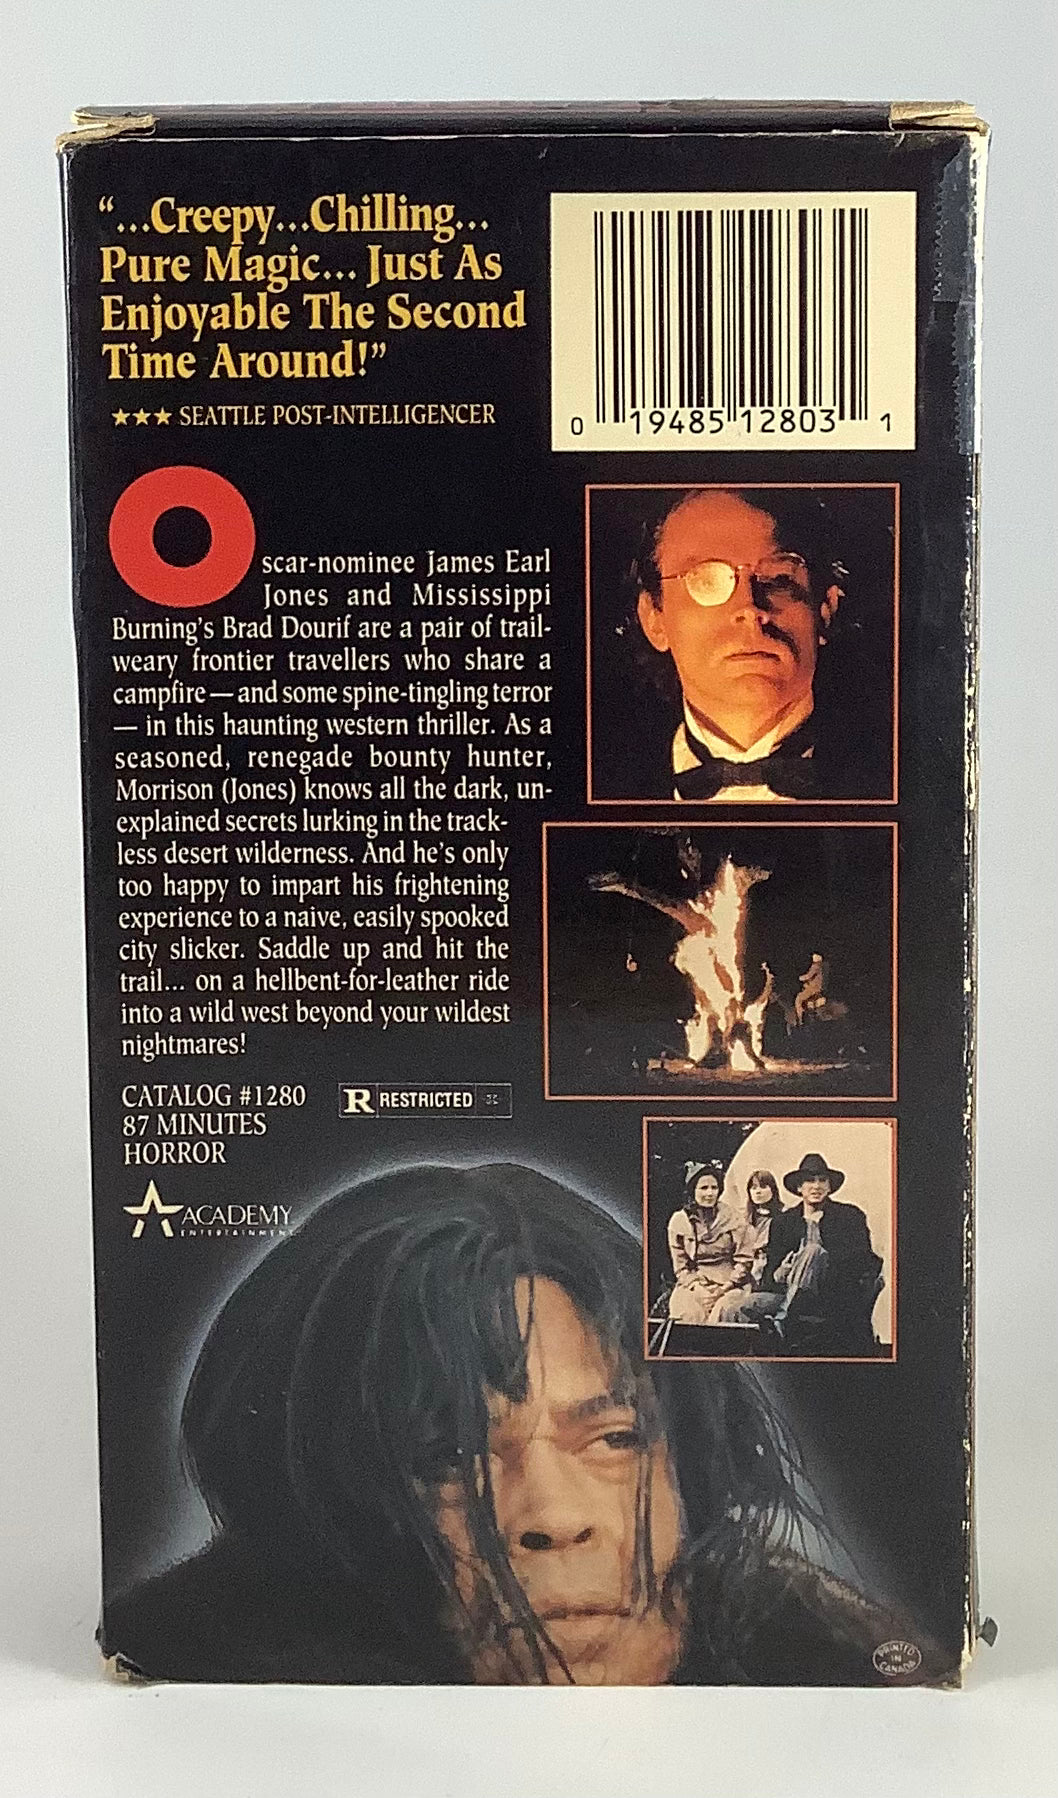 “...Creepy...Chilling...
Pure Magic... Just As
Enjoyable The Second
Time Around!”
★★★ SEATTLE POST-INTELLIGENCER
0 19485 12803 1
Oscar-nominee James Earl
Jones and Mississippi
Burning's Brad Dourif are a pair of trail-
weary frontier travellers who share a
campfire — and some spine-tingling terror
— in this haunting western thriller. As a
seasoned, renegade bounty hunter,
Morrison (Jones) knows all the dark, un-
explained secrets lurking in the track-
less desert wilderness. And he's only
too happy to impart his frightening
experience to a naive, easily spooked
city slicker. Saddle up and hit the
trail... on a hellbent-for-leather ride
into a wild west beyond your wildest
nightmares!
CATALOG #1280
87 MINUTES
HORROR
R RESTRICTED
ACADEMY
ENTERTAINMENT
PRINTED
IN
CANADA